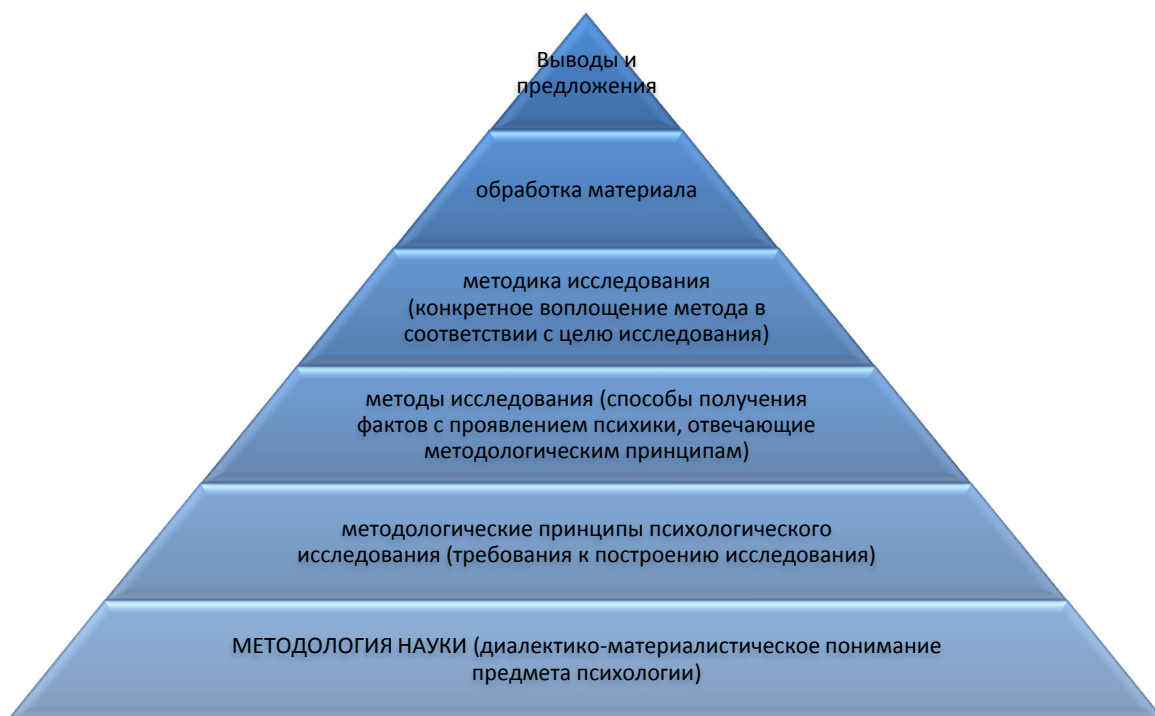 Выводы и
предложения
обработка материала
методика исследования
(конкретное воплощение метода в
соответствии с целю исследования)
методы исследования (способы получения
фактов с проявлением психики, отвечающие
методологическим принципам)
методологические принципы психологического
исследования (требования к построению исследования)
МЕТОДОЛОГИЯ НАУКИ (диалектико-материалистическое понимание
предмета психологии)